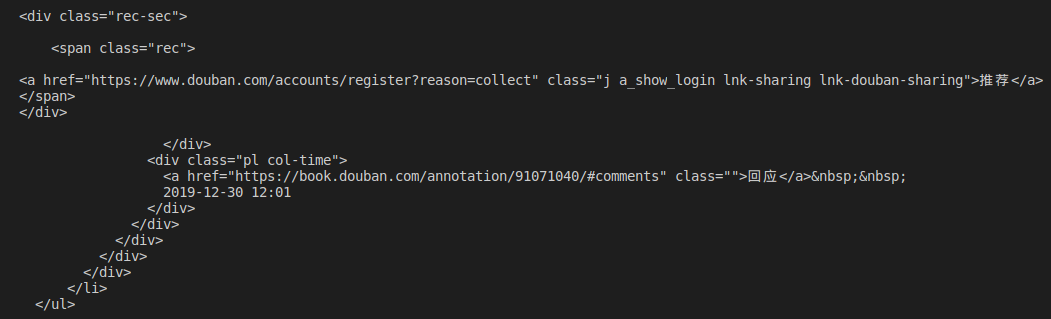 <div class="rec-sec">
<span class="rec">
<a href="https://www.douban.com/accounts/register?reason=collect" class="j a_show_login lnk-sharing lnk-douban-sharing">推荐</a>
</span>
</div>
</div>
<div class="pl col-time">
<a href="https://book.douban.com/annotation/91071040/#comments" class="">回应</a>&nbsp;&nbsp;
2019-12-30 12:01
</div>
</div>
</div>
</div>
</div>
</li>
</ul>